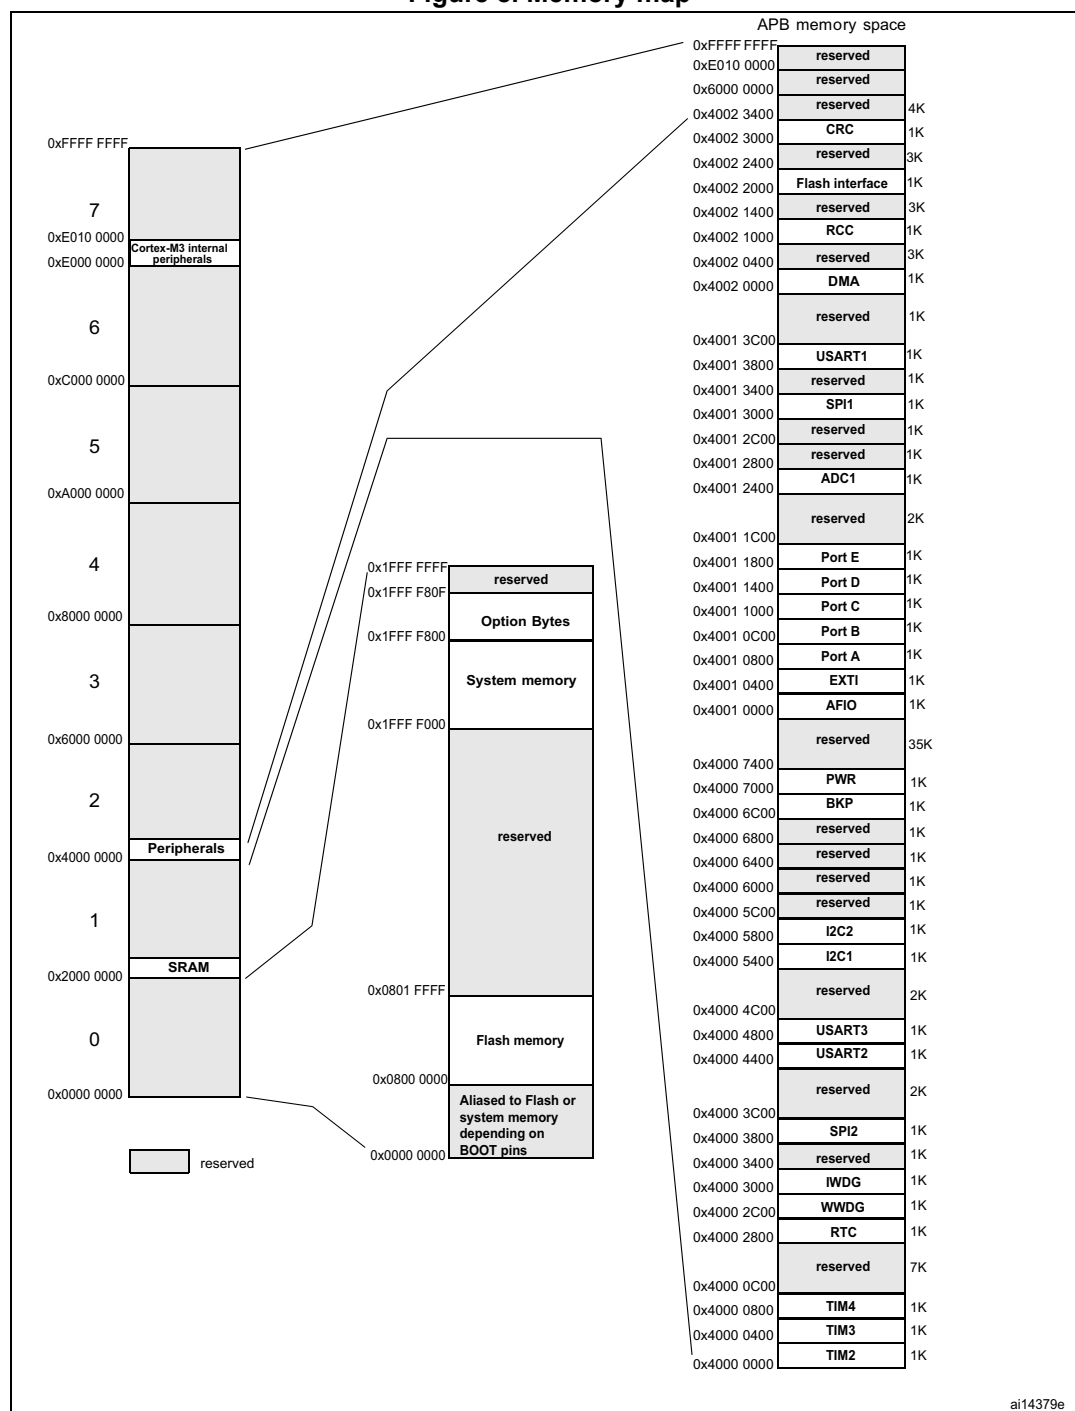 Figure 8. Memory map
APB memory space
0xFFFF FFFF
reserved
0xE010 0000
reserved
0x6000 0000
reserved
4K
0x4002 3400
CRC
1K
0x4002 3000
reserved
3K
0x4002 2400
Flash interface
1K
0x4002 2000
reserved
3K
0x4002 1400
RCC
1K
0x4002 1000
reserved
3K
0x4002 0400
DMA
1K
0x4002 0000
reserved
1K
0x4001 3C00
USART1
1K
0x4001 3800
reserved
1K
0x4001 3400
SPI1
1K
0x4001 3000
reserved
1K
0x4001 2C00
reserved
1K
0x4001 2800
ADC1
1K
0x4001 2400
reserved
2K
0x4001 1C00
Port E
1K
0x4001 1800
Port D
1K
0x4001 1400
Port C
1K
0x4001 1000
Port B
1K
0x4001 0C00
Port A
1K
0x4001 0800
EXTI
1K
0x4001 0400
AFIO
1K
0x4001 0000
reserved
35K
0x4000 7400
PWR
1K
0x4000 7000
BKP
1K
0x4000 6C00
reserved
1K
0x4000 6800
reserved
1K
0x4000 6400
reserved
1K
0x4000 6000
reserved
1K
0x4000 5C00
I2C2
1K
0x4000 5800
I2C1
1K
0x4000 5400
reserved
2K
0x4000 4C00
USART3
1K
0x4000 4800
USART2
1K
0x4000 4400
reserved
2K
0x4000 3C00
SPI2
1K
0x4000 3800
reserved
1K
0x4000 3400
IWDG
1K
0x4000 3000
WWDG
1K
0x4000 2C00
RTC
1K
0x4000 2800
reserved
7K
0x4000 0C00
TIM4
1K
0x4000 0800
TIM3
1K
0x4000 0400
TIM2
1K
0x4000 0000
0xFFFF FFFF
7
0xE010 0000
Cortex-M3 internal
peripherals
0xE000 0000
6
0xC000 0000
5
0xA000 0000
4
0x8000 0000
3
0x6000 0000
2
Peripherals
0x4000 0000
1
SRAM
0x2000 0000
0
0x0000 0000
reserved
0x1FFF FFFF
reserved
0x1FFF F80F
Option Bytes
0x1FFF F800
System memory
0x1FFF F000
reserved
0x0801 FFFF
Flash memory
0x0800 0000
Aliased to Flash or
system memory
depending on
BOOT pins
0x0000 0000
ai14379e